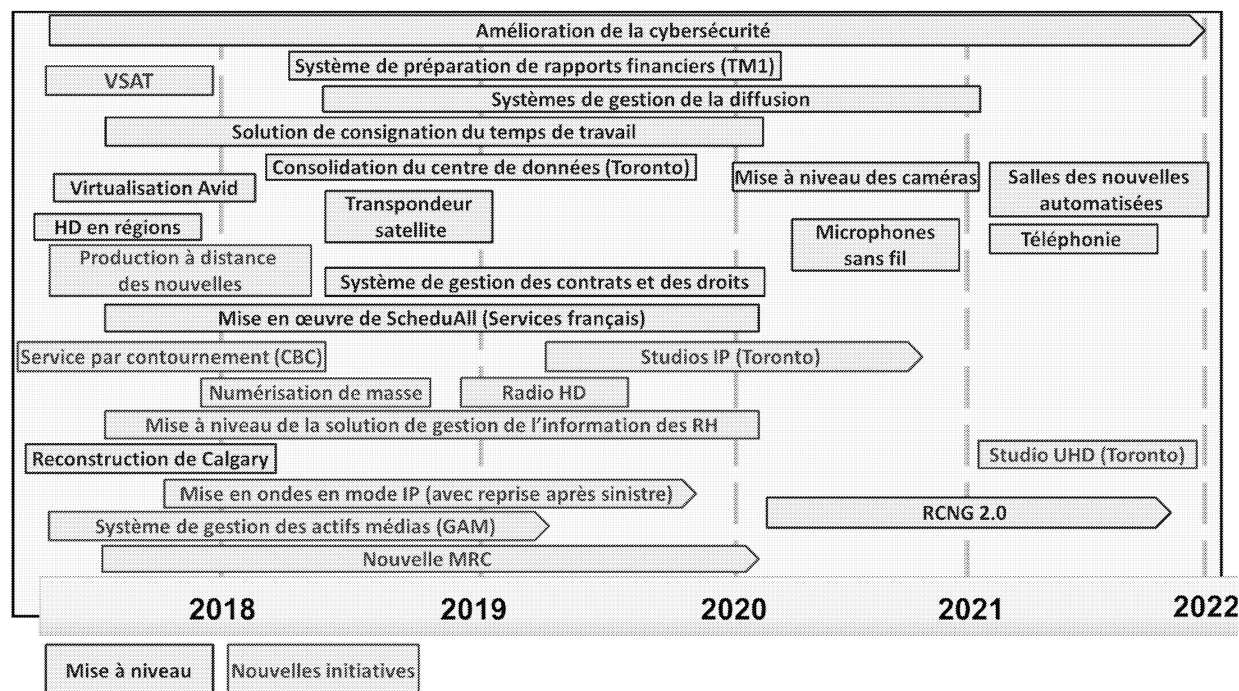 Amélioration de la cybersécurité
Système de préparation de rapports financiers (TM1)
VSAT
Systèmes de gestion de la diffusion
Solution de consignation du temps de travail
Consolidation du centre de données (Toronto)
Mise à niveau des caméras
Salles des nouvelles
automatisées
Virtualisation Avid
Transpondeur
satellite
HD en régions
Microphones
sans fil
Téléphonie
Production à distance
des nouvelles
Système de gestion des contrats et des droits
Mise en œuvre de ScheduAll (Services français)
Service par contournement (CBC)
Studios IP (Toronto)
Numérisation de masse
Radio HD
Mise à niveau de la solution de gestion de l’information des RH
Reconstruction de Calgary
Studio UHD (Toronto)
Mise en ondes en mode IP (avec reprise après sinistre)
RCNG 2.0
Système de gestion des actifs médias (GAM)
Nouvelle MRC
2018 2019 2020 2021 2022
Mise à niveau
Nouvelles initiatives